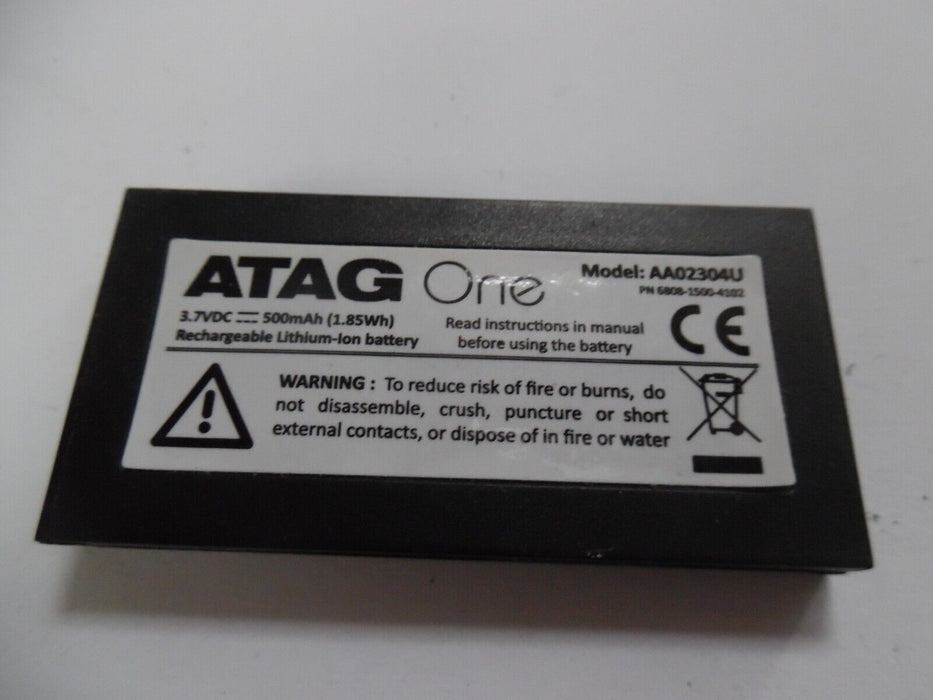 ATAG One
Model: AA02304U
PN 6808-1500-4102
3.7VDC ⎓ 500mAh (1.85Wh)
Rechargeable Lithium-Ion battery
Read instructions in manual
before using the battery
CE
WARNING : To reduce risk of fire or burns, do
not disassemble, crush, puncture or short
external contacts, or dispose of in fire or water